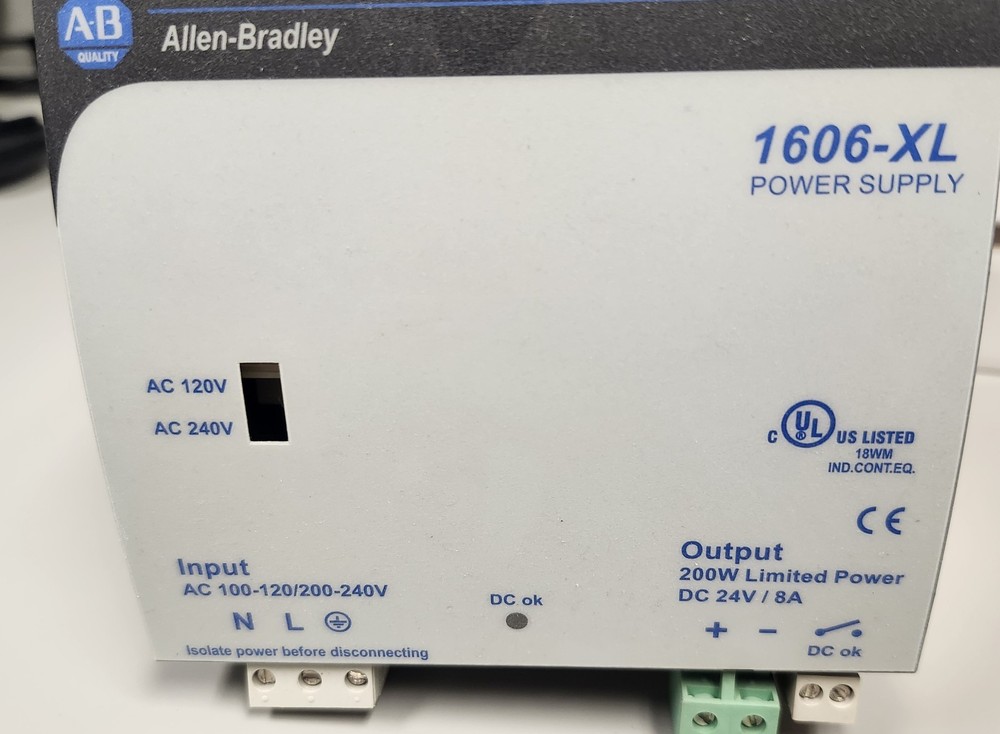 A-B
QUALITY
Allen-Bradley
1606-XL
POWER SUPPLY
AC 120V
AC 240V
C UL ® US LISTED
18WM
IND.CONT.EQ.
CE
Input
AC 100-120/200-240V
N L
Isolate power before disconnecting
DC ok
Output
200W Limited Power
DC 24V / 8A
+ −
DC ok